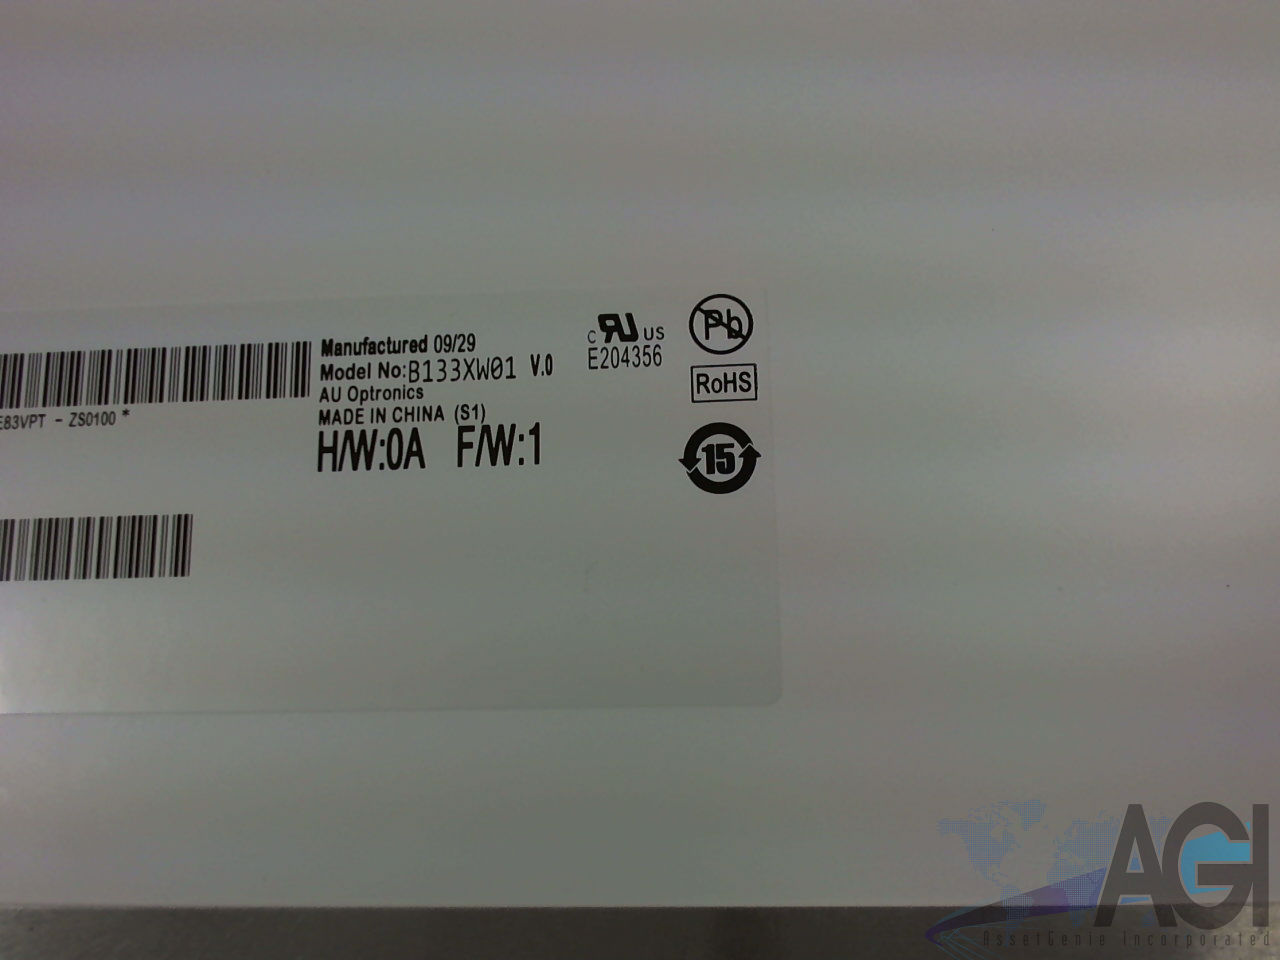 Manufactured 09/29
Model No:B133XW01 V.0
AU Optronics
MADE IN CHINA (S1)
H/W:0A F/W:1
E83VPT - ZS0100 *
c RU US
E204356
Pb
RoHS
15
AGI
AssetGenie Incorporated